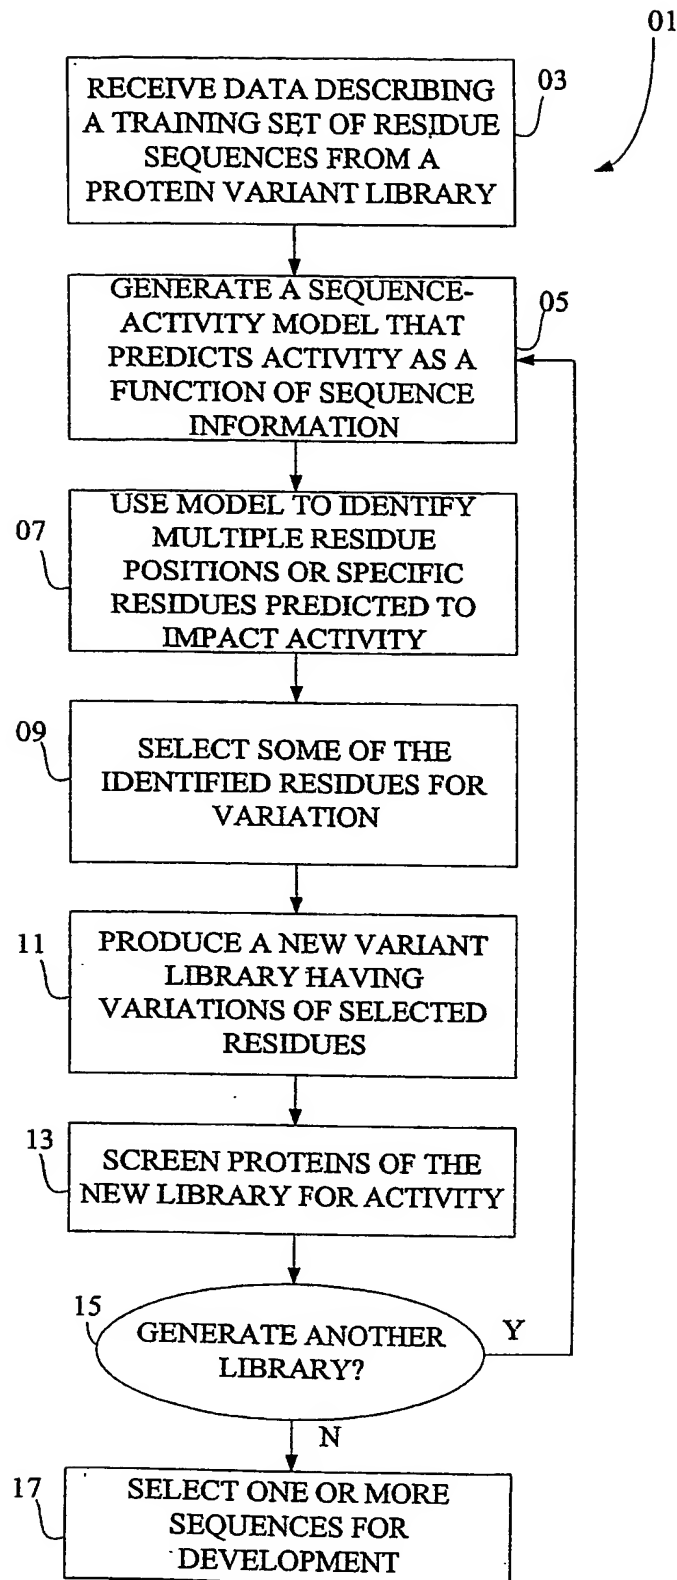 01
RECEIVE DATA DESCRIBING
A TRAINING SET OF RESIDUE
SEQUENCES FROM A
PROTEIN VARIANT LIBRARY
03
GENERATE A SEQUENCE-
ACTIVITY MODEL THAT
PREDICTS ACTIVITY AS A
FUNCTION OF SEQUENCE
INFORMATION
05
07
USE MODEL TO IDENTIFY
MULTIPLE RESIDUE
POSITIONS OR SPECIFIC
RESIDUES PREDICTED TO
IMPACT ACTIVITY
09
SELECT SOME OF THE
IDENTIFIED RESIDUES FOR
VARIATION
11
PRODUCE A NEW VARIANT
LIBRARY HAVING
VARIATIONS OF SELECTED
RESIDUES
13
SCREEN PROTEINS OF THE
NEW LIBRARY FOR ACTIVITY
15
GENERATE ANOTHER
LIBRARY?
Y
N
17
SELECT ONE OR MORE
SEQUENCES FOR
DEVELOPMENT